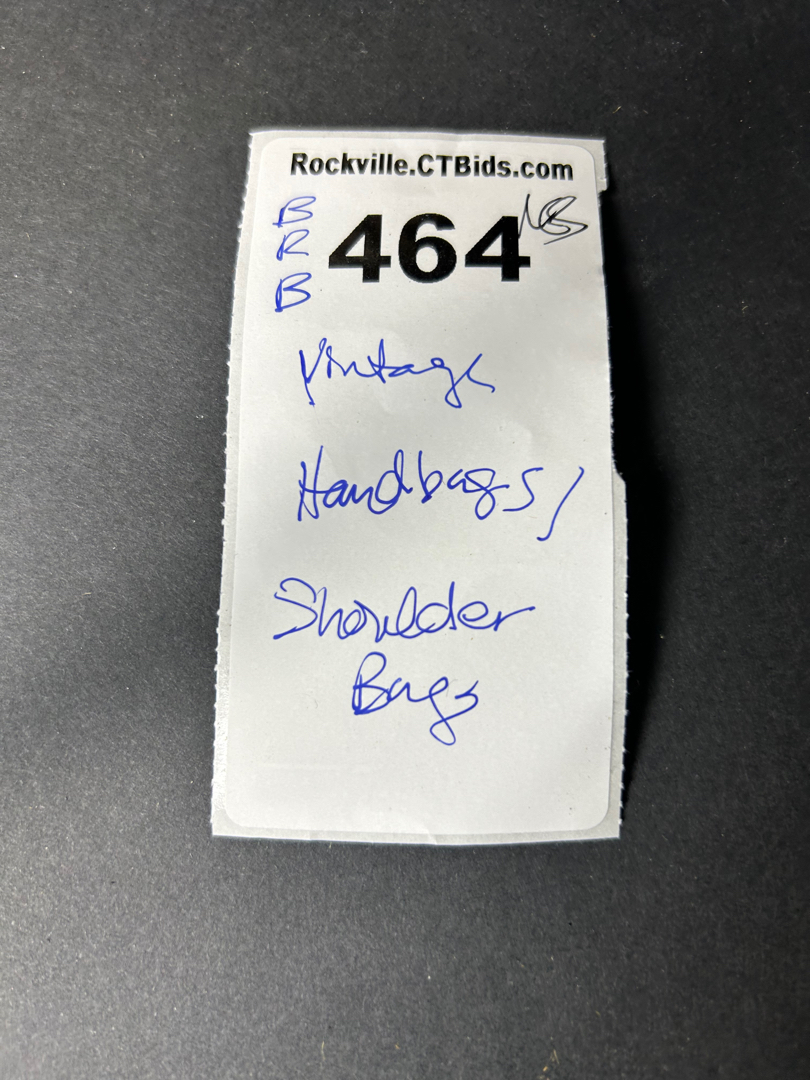 Rockville.CTBids.com
B
R
B
464
Vintage
Handbags/
Shoulder
Bags